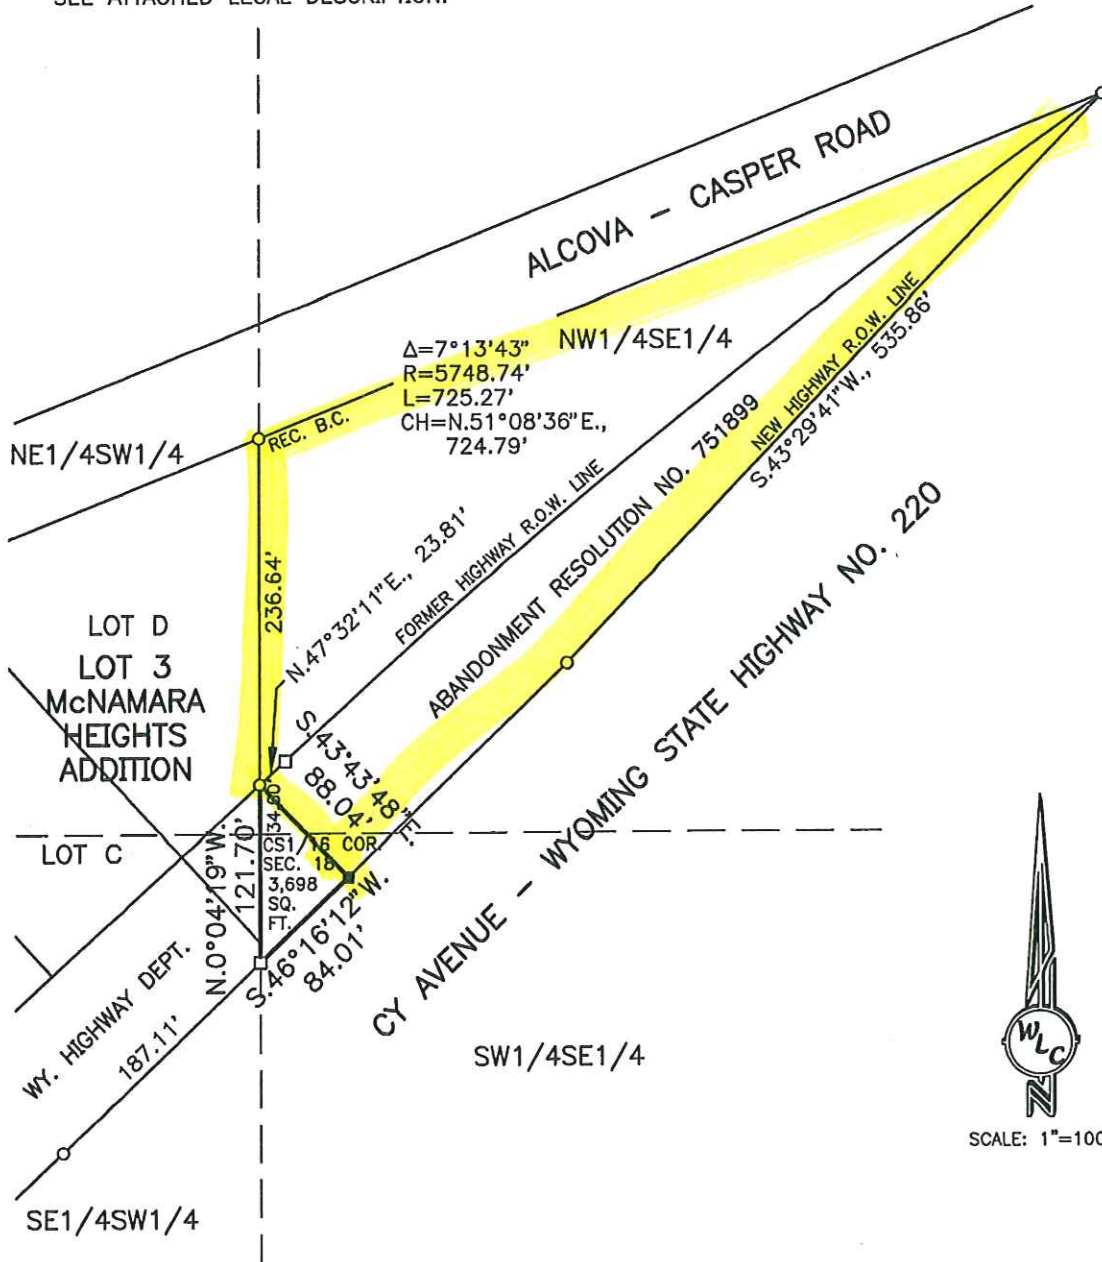 SEE ATTACHED LEGAL DESCRIPTION.
ALCOVA - CASPER ROAD
Δ=7°13'43"
R=5748.74'
L=725.27'
CH=N.51°08'36"E.,
724.79'
NW1/4SE1/4
REC. B.C.
NE1/4SW1/4
NEW HIGHWAY R.O.W. LINE
S.43°29'41"W., 535.86'
ABANDONMENT RESOLUTION NO. 751899
FORMER HIGHWAY R.O.W. LINE
N.47°32'11"E., 23.81'
236.64'
LOT D
LOT 3
McNAMARA
HEIGHTS
ADDITION
S.43°43'48"E.
88.04'
34.60'
CS1/16 COR.
SEC. 18
3,698
SQ.
FT.
LOT C
N.0°04'19"W.
121.70'
S.46°16'12"W.
84.01'
WY. HIGHWAY DEPT.
187.11'
CY AVENUE - WYOMING STATE HIGHWAY NO. 220
SW1/4SE1/4
SE1/4SW1/4
WLC
N
SCALE: 1"=100